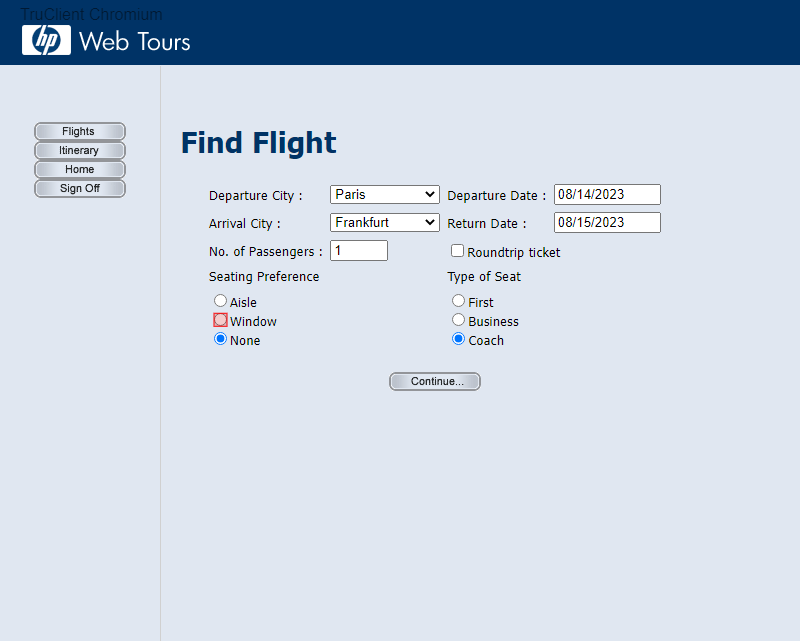 TruClient Chromium
hp Web Tours
Flights
Itinerary
Home
Sign Off
Find Flight
Departure City : Paris Departure Date : 08/14/2023
Arrival City : Frankfurt Return Date : 08/15/2023
No. of Passengers : 1 Roundtrip ticket
Seating Preference Type of Seat
Aisle First
Window Business
None Coach
Continue...